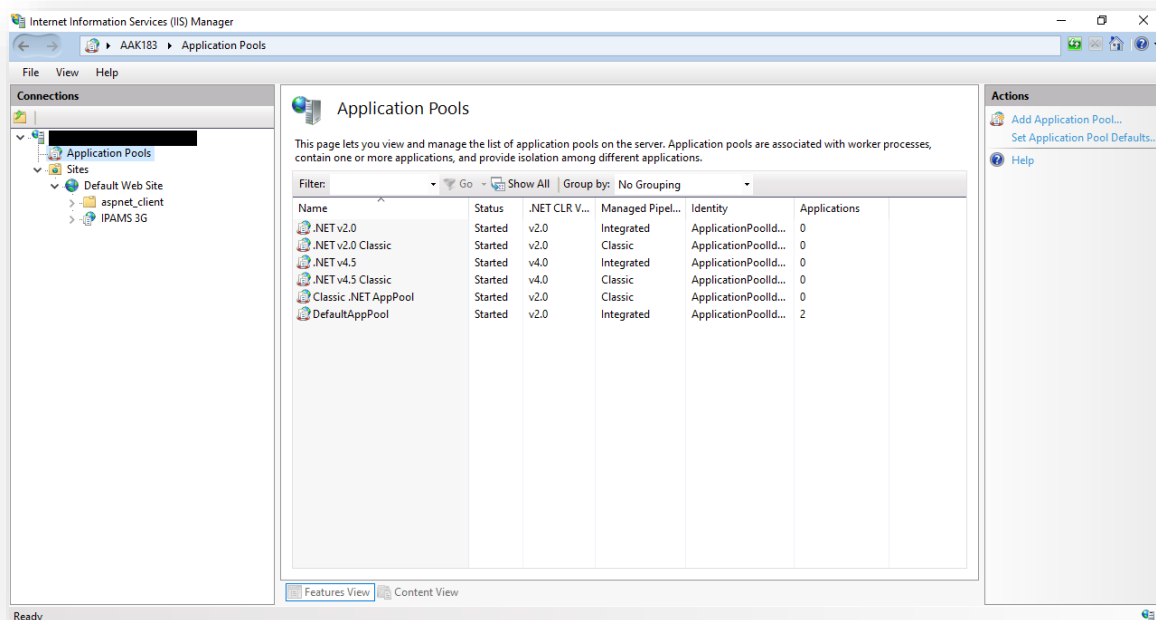 Internet Information Services (IIS) Manager
AAK183 Application Pools
File View Help
Connections
Application Pools
Sites
Default Web Site
aspnet_client
IPAMS 3G
Application Pools
This page lets you view and manage the list of application pools on the server. Application pools are associated with worker processes,
contain one or more applications, and provide isolation among different applications.
Filter: Go Show All Group by: No Grouping
Name Status .NET CLR V... Managed Pipel... Identity Applications
.NET v2.0 Started v2.0 Integrated ApplicationPoolId... 0
.NET v2.0 Classic Started v2.0 Classic ApplicationPoolId... 0
.NET v4.5 Started v4.0 Integrated ApplicationPoolId... 0
.NET v4.5 Classic Started v4.0 Classic ApplicationPoolId... 0
Classic .NET AppPool Started v2.0 Classic ApplicationPoolId... 0
DefaultAppPool Started v2.0 Integrated ApplicationPoolId... 2
Features View Content View
Actions
Add Application Pool...
Set Application Pool Defaults...
Help
Ready